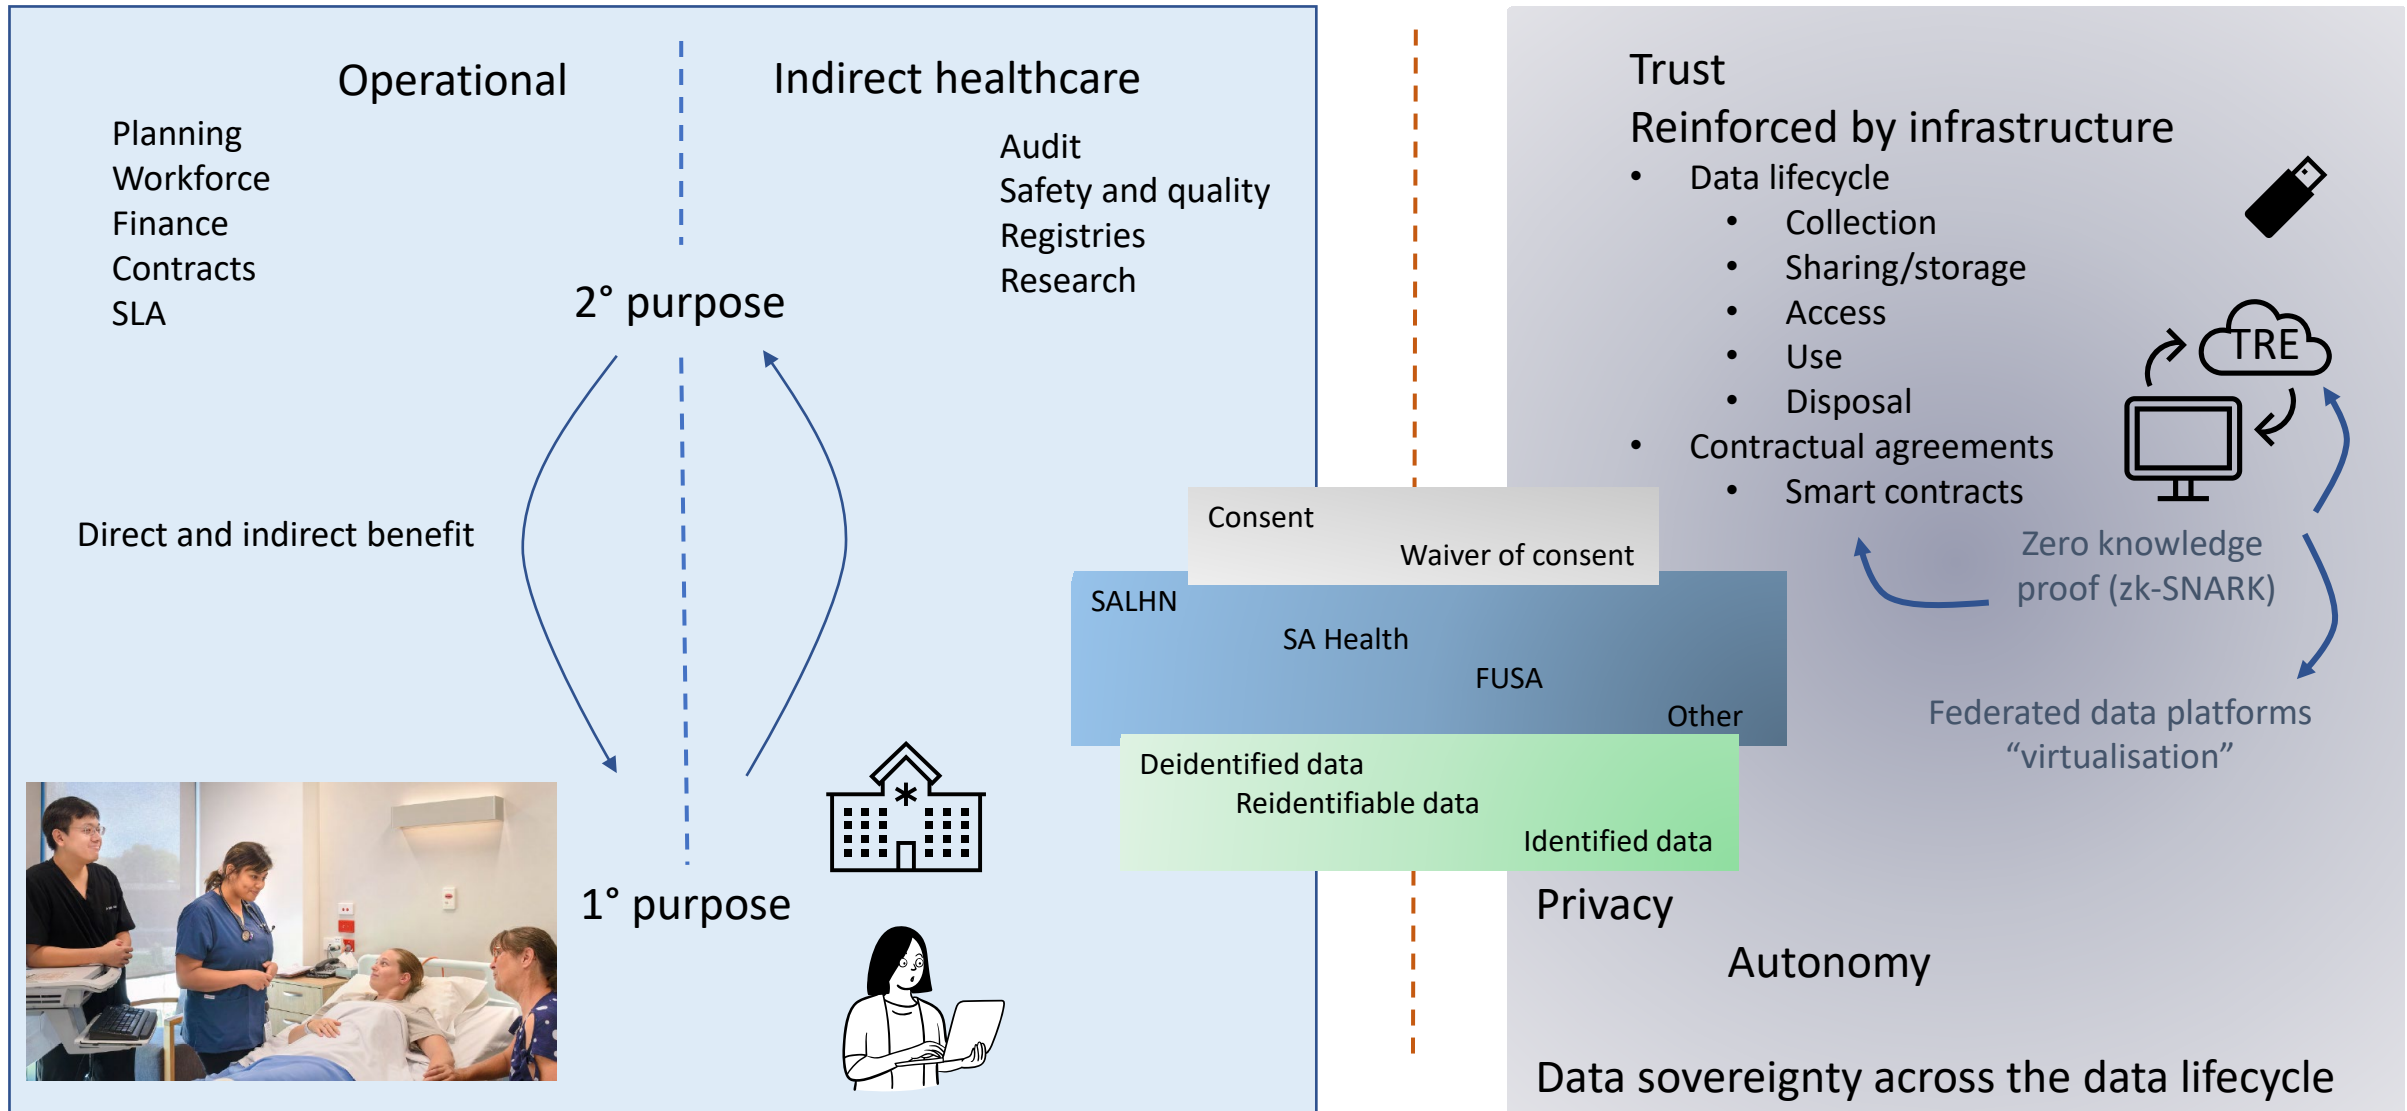 Operational
Planning
Workforce
Finance
Contracts
SLA
Indirect healthcare
Audit
Safety and quality
Registries
Research
2° purpose
Direct and indirect benefit
1° purpose
Consent
Waiver of consent
SALHN
SA Health
FUSA
Other
Deidentified data
Reidentifiable data
Identified data
Trust
Reinforced by infrastructure
• Data lifecycle
• Collection
• Sharing/storage
• Access
• Use
• Disposal
• Contractual agreements
• Smart contracts
TRE
Zero knowledge
proof (zk-SNARK)
Federated data platforms
“virtualisation”
Privacy
Autonomy
Data sovereignty across the data lifecycle